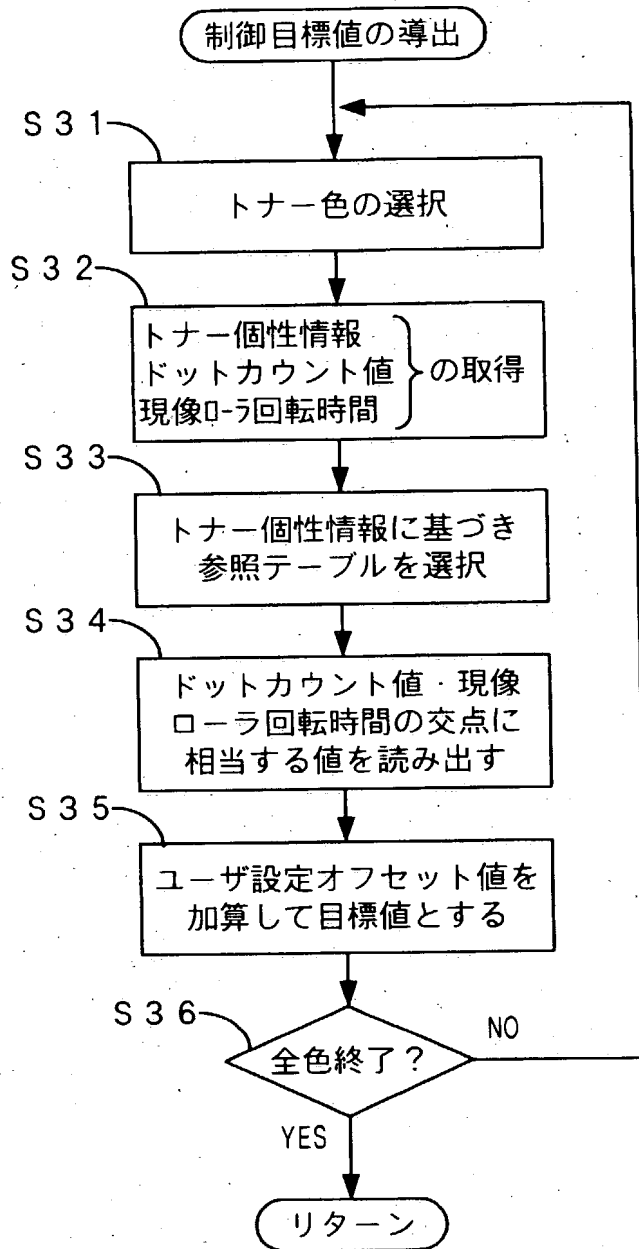 制御目標値の導出
S31
トナー色の選択
S32
トナー個性情報
ドットカウント値
現像ﾛｰﾗ回転時間
の取得
S33
トナー個性情報に基づき
参照テーブルを選択
S34
ドットカウント値・現像
ローラ回転時間の交点に
相当する値を読み出す
S35
ユーザ設定オフセット値を
加算して目標値とする
S36
全色終了？
NO
YES
リターン